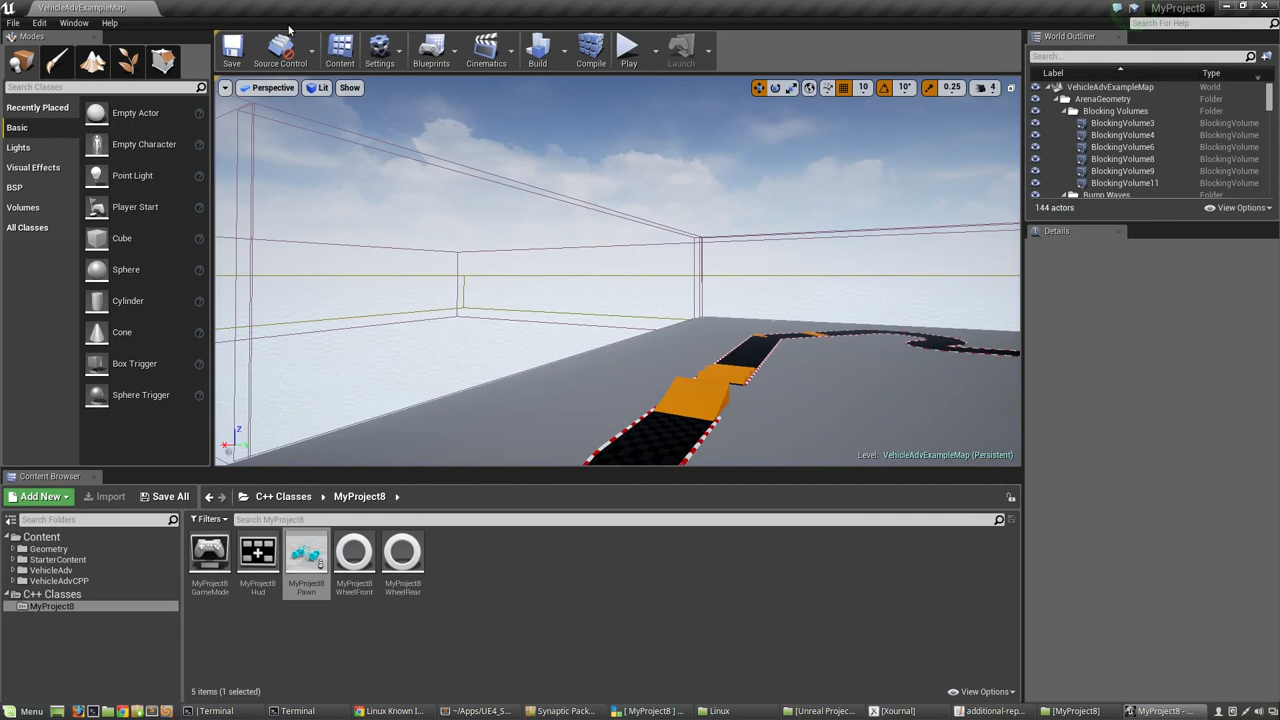 VehicleAdvExampleMap
MyProject8
File Edit Window Help
Search For Help
Modes
Save
Source Control
Content
Settings
Blueprints
Cinematics
Build
Compile
Play
Launch
World Outliner
Search...
Label Type
VehicleAdvExampleMap World
ArenaGeometry Folder
Blocking Volumes Folder
BlockingVolume3 BlockingVolume
BlockingVolume4 BlockingVolume
BlockingVolume6 BlockingVolume
BlockingVolume8 BlockingVolume
BlockingVolume9 BlockingVolume
BlockingVolume11 BlockingVolume
Bump Waves Folder
144 actors
View Options
Details
Search Classes
Recently Placed
Basic
Lights
Visual Effects
BSP
Volumes
All Classes
Empty Actor
Empty Character
Point Light
Player Start
Cube
Sphere
Cylinder
Cone
Box Trigger
Sphere Trigger
Perspective
Lit
Show
10
10°
0.25
4
Z
Level: VehicleAdvExampleMap (Persistent)
Content Browser
Add New
Import
Save All
C++ Classes
MyProject8
Search Folders
Filters
Search MyProject8
Content
Geometry
StarterContent
VehicleAdv
VehicleAdvCPP
C++ Classes
MyProject8
MyProject8
GameMode
MyProject8
Hud
MyProject8
Pawn
MyProject8
WheelFront
MyProject8
WheelRear
5 items (1 selected)
View Options
Menu
Terminal
Terminal
Linux Known I...
~/Apps/UE4_S...
Synaptic Pack...
[ MyProject8 ] ...
Linux
[Unreal Projec...
[Xournal]
additional-rep...
[MyProject8]
MyProject8 - ...